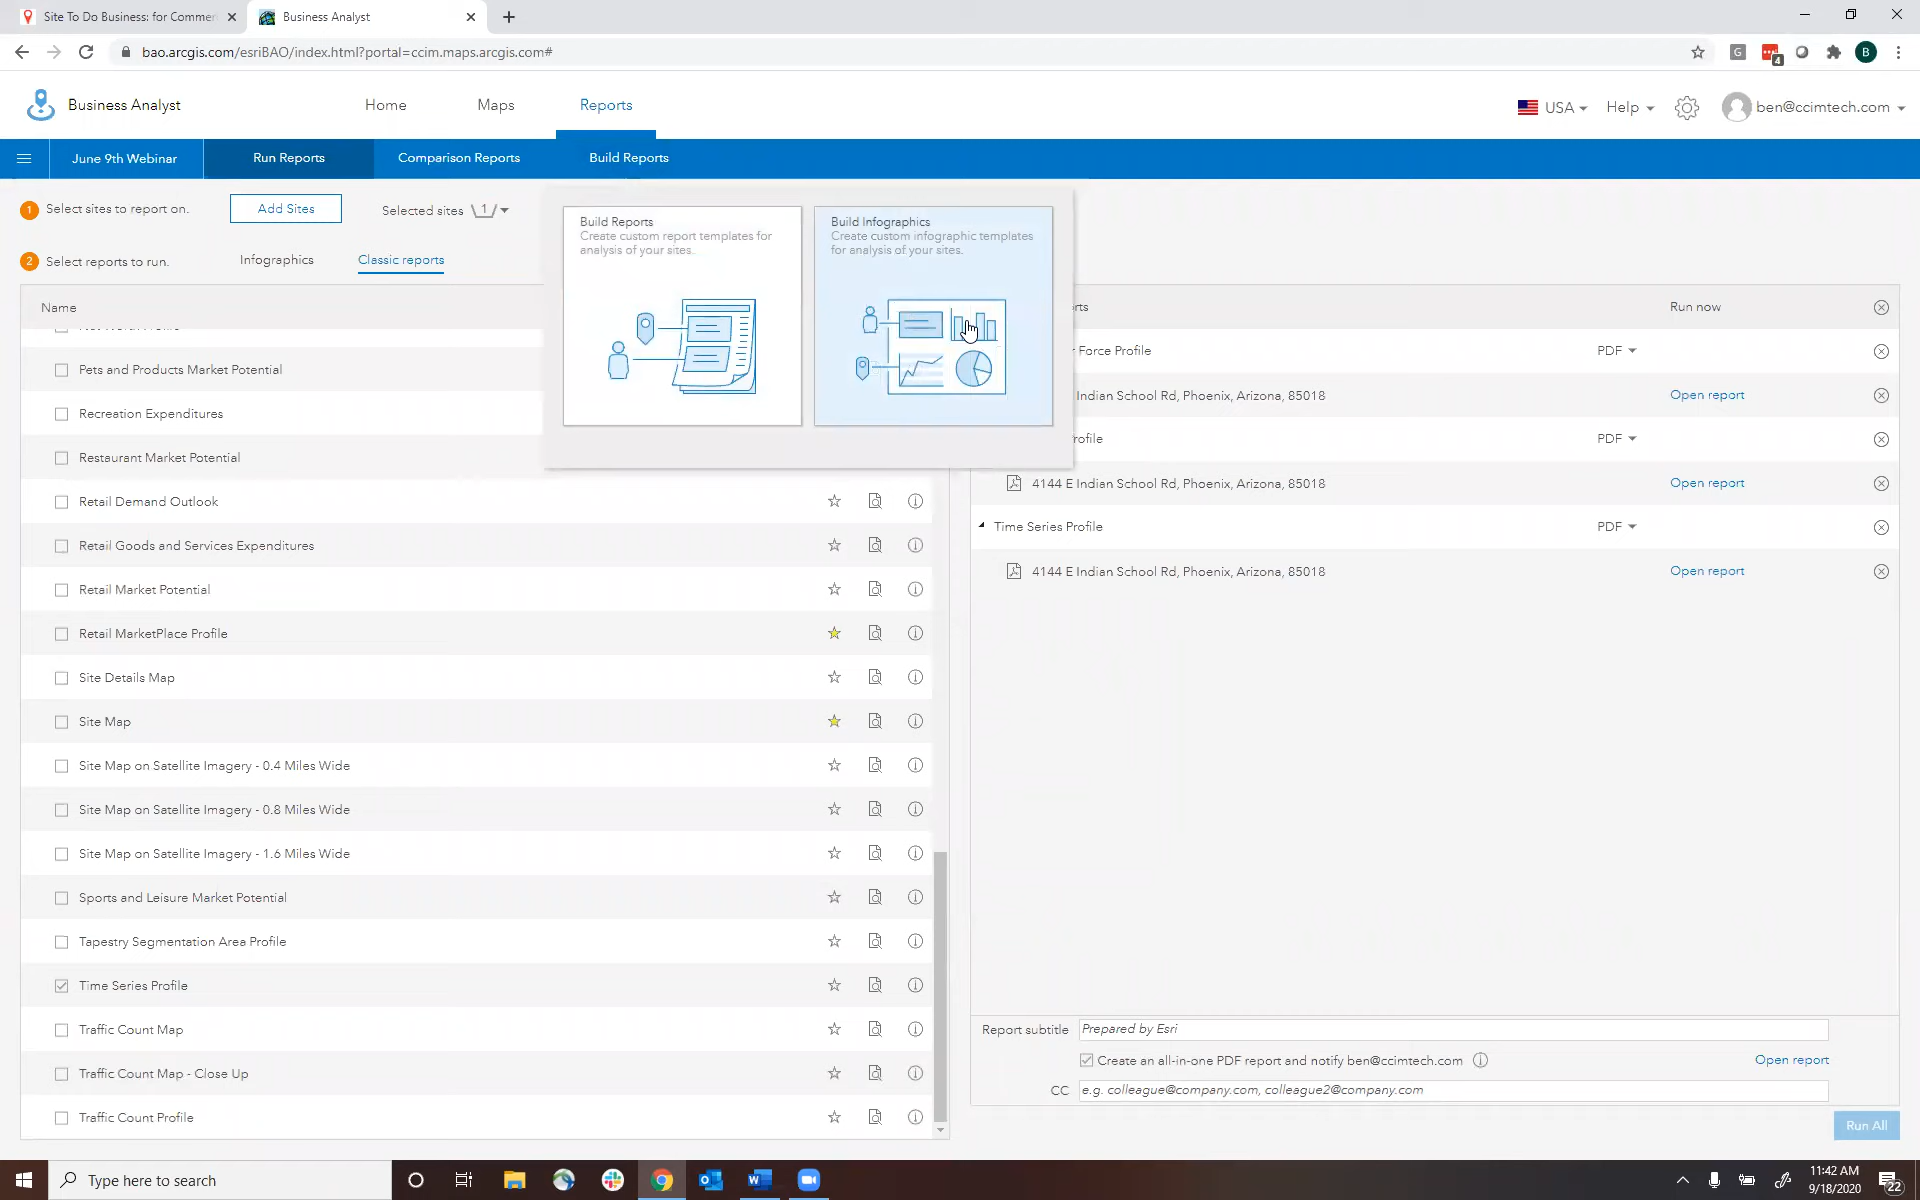 Site To Do Business: for Commer
Business Analyst
bao.arcgis.com/esriBAO/index.html?portal=ccim.maps.arcgis.com#
G
4
B
Business Analyst
Home
Maps
Reports
USA
Help
ben@ccimtech.com
June 9th Webinar
Run Reports
Comparison Reports
Build Reports
1 Select sites to report on.
Add Sites
Selected sites 1
2 Select reports to run.
Infographics
Classic reports
Build Reports
Create custom report templates for
analysis of your sites.
Build Infographics
Create custom infographic templates
for analysis of your sites.
Name
Pets and Products Market Potential
Recreation Expenditures
Restaurant Market Potential
Retail Demand Outlook
Retail Goods and Services Expenditures
Retail Market Potential
Retail MarketPlace Profile
Site Details Map
Site Map
Site Map on Satellite Imagery - 0.4 Miles Wide
Site Map on Satellite Imagery - 0.8 Miles Wide
Site Map on Satellite Imagery - 1.6 Miles Wide
Sports and Leisure Market Potential
Tapestry Segmentation Area Profile
Time Series Profile
Traffic Count Map
Traffic Count Map - Close Up
Traffic Count Profile
Run now
Force Profile PDF
Indian School Rd, Phoenix, Arizona, 85018 Open report
PDF
4144 E Indian School Rd, Phoenix, Arizona, 85018 Open report
Time Series Profile PDF
4144 E Indian School Rd, Phoenix, Arizona, 85018 Open report
Report subtitle Prepared by Esri
Create an all-in-one PDF report and notify ben@ccimtech.com Open report
CC e.g. colleague@company.com, colleague2@company.com
Run All
Type here to search
11:42 AM
9/18/2020
22